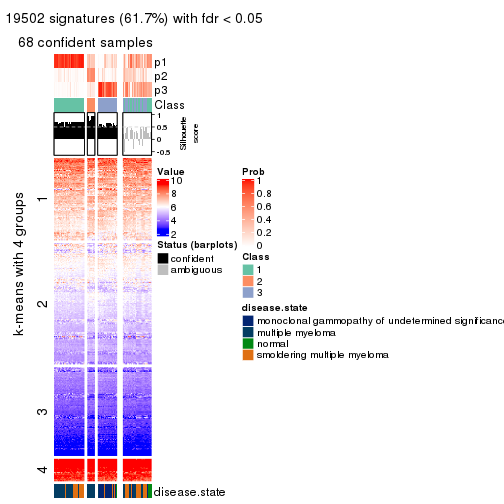 19502 signatures (61.7%) with fdr < 0.05
68 confident samples
p1
p2
p3
Class
1
0.5
0
-0.5
Silhouette
score
k-means with 4 groups
1
2
3
4
disease.state
Value
10
8
6
4
2
Status (barplots)
confident
ambiguous
Prob
1
0.8
0.6
0.4
0.2
0
Class
1
2
3
disease.state
monoclonal gammopathy of undetermined significance
multiple myeloma
normal
smoldering multiple myeloma